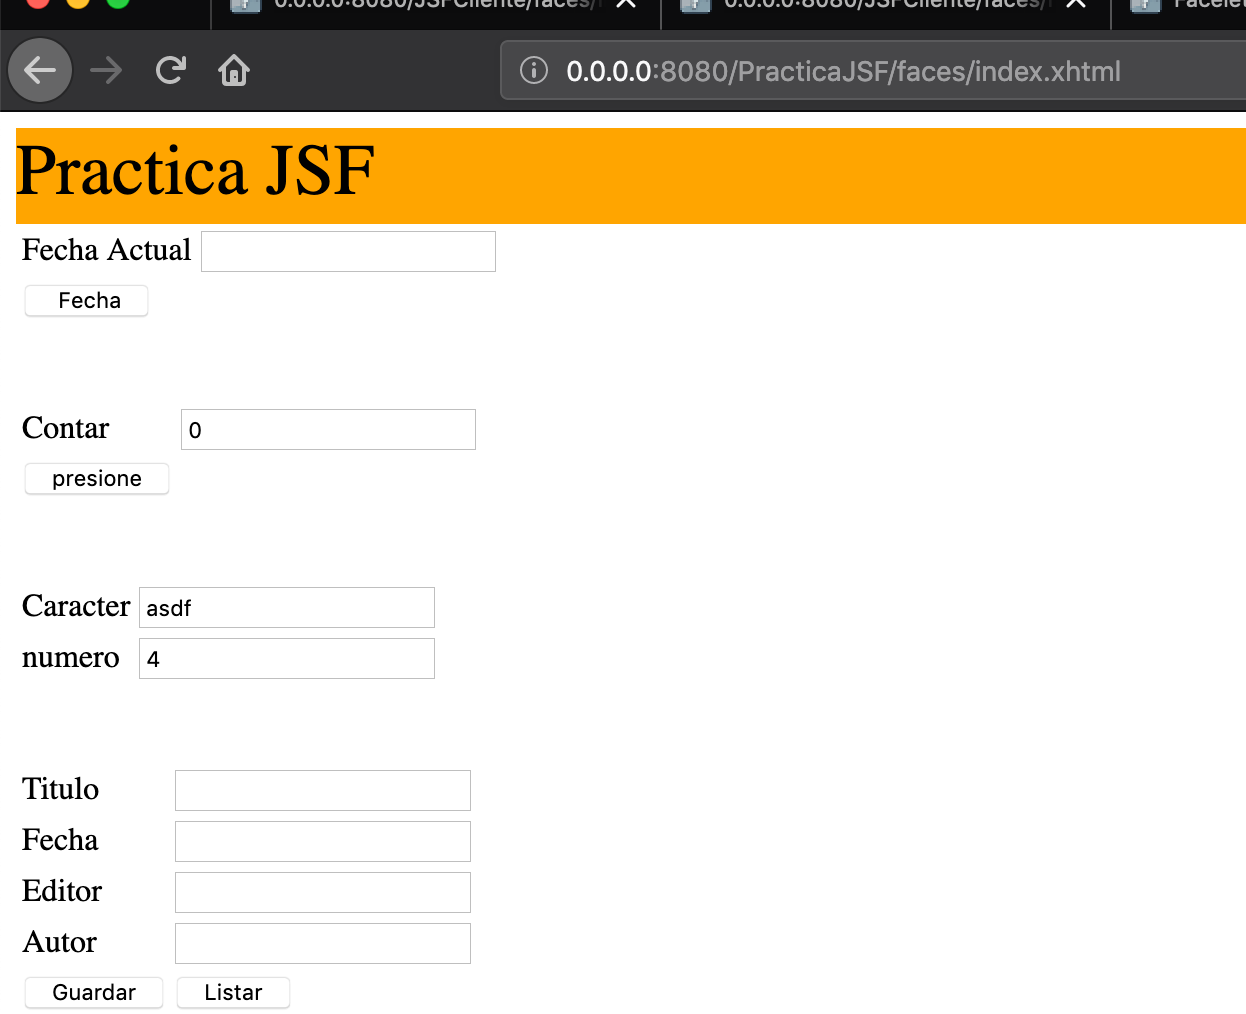 0.0.0.0:8080/JSFCliente/faces/ 0.0.0.0:8080/JSFCliente/faces/ Facelet
0.0.0.0:8080/PracticaJSF/faces/index.xhtml
Practica JSF
Fecha Actual
Fecha
Contar 0
presione
Caracter asdf
numero 4
Titulo
Fecha
Editor
Autor
Guardar Listar